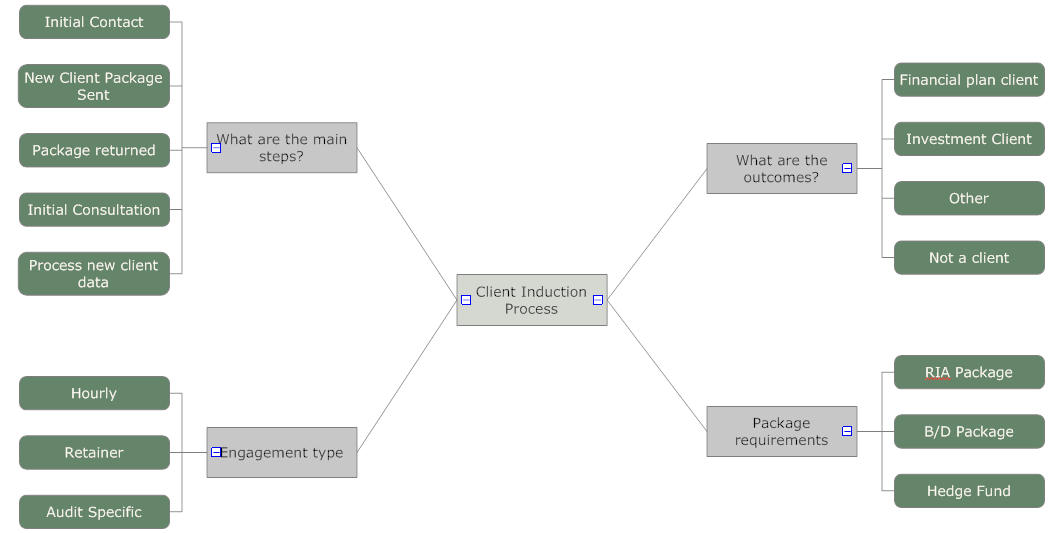 Initial Contact
New Client Package
Sent
Package returned
Initial Consultation
Process new client
data
What are the main
steps?
Hourly
Retainer
Audit Specific
Engagement type
Client Induction
Process
What are the
outcomes?
Financial plan client
Investment Client
Other
Not a client
Package
requirements
RIA Package
B/D Package
Hedge Fund